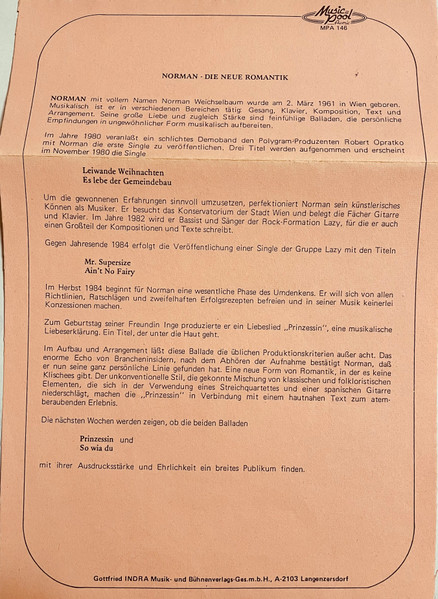 Music Pool
Vienna
MPA 146
NORMAN - DIE NEUE ROMANTIK
NORMAN mit vollem Namen Norman Weichselbaum wurde am 2. März 1961 in Wien geboren.
Musikalisch ist er in verschiedenen Bereichen tätig: Gesang, Klavier, Komposition, Text und
Arrangement. Seine große Liebe und zugleich Stärke sind feinfühlige Balladen, die persönliche
Empfindungen in ungewöhnlicher Form musikalisch aufbereiten.
Im Jahre 1980 veranlaßt ein schlichtes Demoband den Polygram-Produzenten Robert Opratko
mit Norman die erste Single zu veröffentlichen. Drei Titel werden aufgenommen und erscheint
im November 1980 die Single
Leiwande Weihnachten
Es lebe der Gemeindebau
Um die gewonnenen Erfahrungen sinnvoll umzusetzen, perfektioniert Norman sein künstlerisches
Können als Musiker. Er besucht das Konservatorium der Stadt Wien und belegt die Fächer Gitarre
und Klavier. Im Jahre 1982 wird er Bassist und Sänger der Rock-Formation Lazy, für die er auch
einen Großteil der Kompositionen und Texte schreibt.
Gegen Jahresende 1984 erfolgt die Veröffentlichung einer Single der Gruppe Lazy mit den Titeln
Mr. Supersize
Ain't No Fairy
Im Herbst 1984 beginnt für Norman eine wesentliche Phase des Umdenkens. Er will sich von allen
Richtlinien, Ratschlägen und zweifelhaften Erfolgsrezepten befreien und in seiner Musik keinerlei
Konzessionen machen.
Zum Geburtstag seiner Freundin Inge produzierte er ein Liebeslied „Prinzessin", eine musikalische
Liebeserklärung. Ein Titel, der unter die Haut geht.
Im Aufbau und Arrangement läßt diese Ballade die üblichen Produktionskriterien außer acht. Das
enorme Echo von Brancheninsidern, nach dem Abhören der Aufnahme bestätigt Norman, daß
er nun seine ganz persönliche Linie gefunden hat. Eine neue Form von Romantik, in der es keine
Klischees gibt. Der unkonventionelle Stil, die gekonnte Mischung von klassischen und folkloristischen
Elementen, die sich in der Verwendung eines Streichquartettes und einer spanischen Gitarre
niederschlägt, machen die „Prinzessin" in Verbindung mit einem hautnahen Text zum atem-
beraubenden Erlebnis.
Die nächsten Wochen werden zeigen, ob die beiden Balladen
Prinzessin und
So wia du
mit ihrer Ausdrucksstärke und Ehrlichkeit ein breites Publikum finden.
Gottfried INDRA Musik- und Bühnenverlags-Ges.m.b.H., A-2103 Langenzersdorf